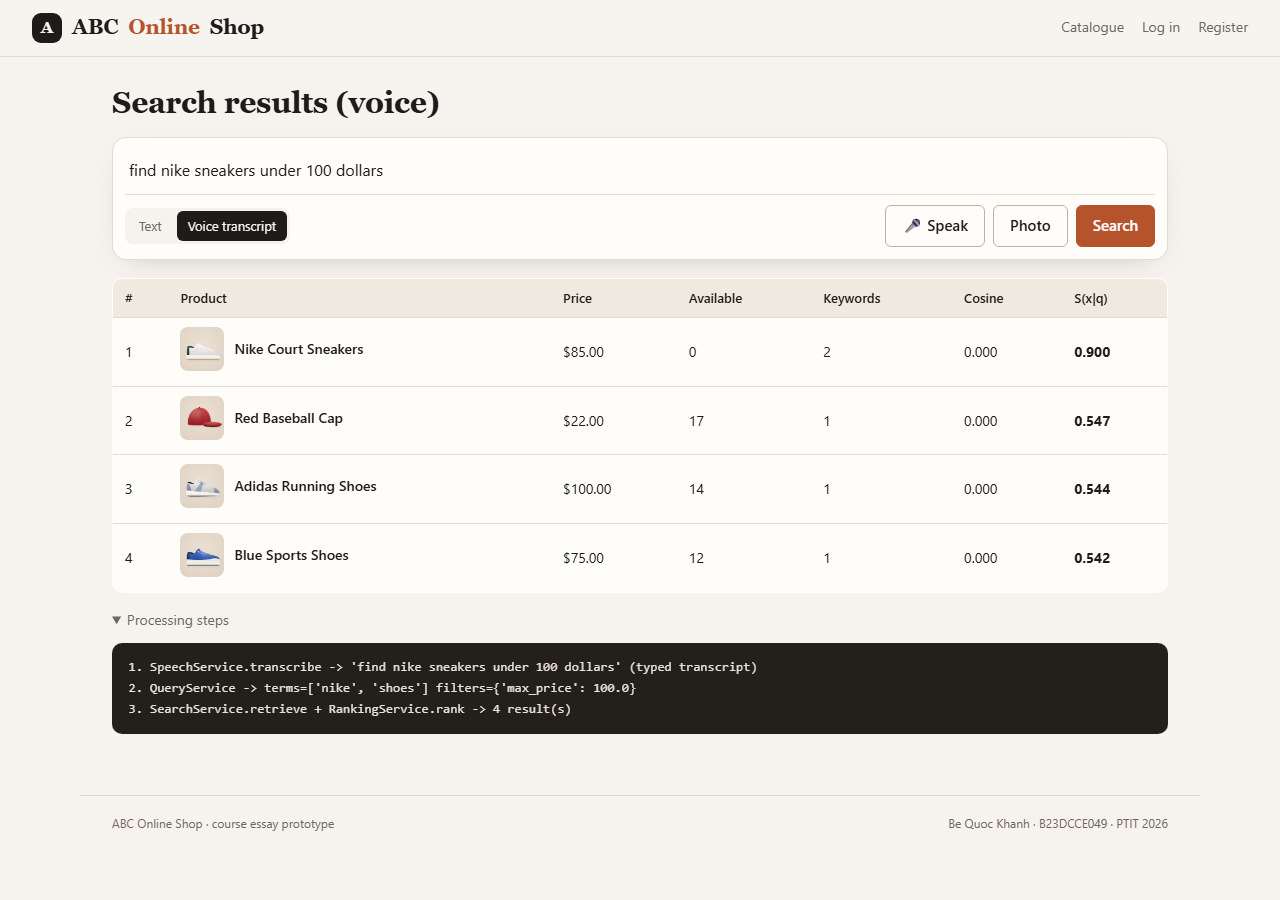 A ABC Online Shop Catalogue Log in Register
Search results (voice)
find nike sneakers under 100 dollars
Text Voice transcript Speak Photo Search
# Product Price Available Keywords Cosine S(x|q)
1 Nike Court Sneakers $85.00 0 2 0.000 0.900
2 Red Baseball Cap $22.00 17 1 0.000 0.547
3 Adidas Running Shoes $100.00 14 1 0.000 0.544
4 Blue Sports Shoes $75.00 12 1 0.000 0.542
▼ Processing steps
1. SpeechService.transcribe -> 'find nike sneakers under 100 dollars' (typed transcript)
2. QueryService -> terms=['nike', 'shoes'] filters={'max_price': 100.0}
3. SearchService.retrieve + RankingService.rank -> 4 result(s)
ABC Online Shop · course essay prototype Be Quoc Khanh · B23DCCE049 · PTIT 2026